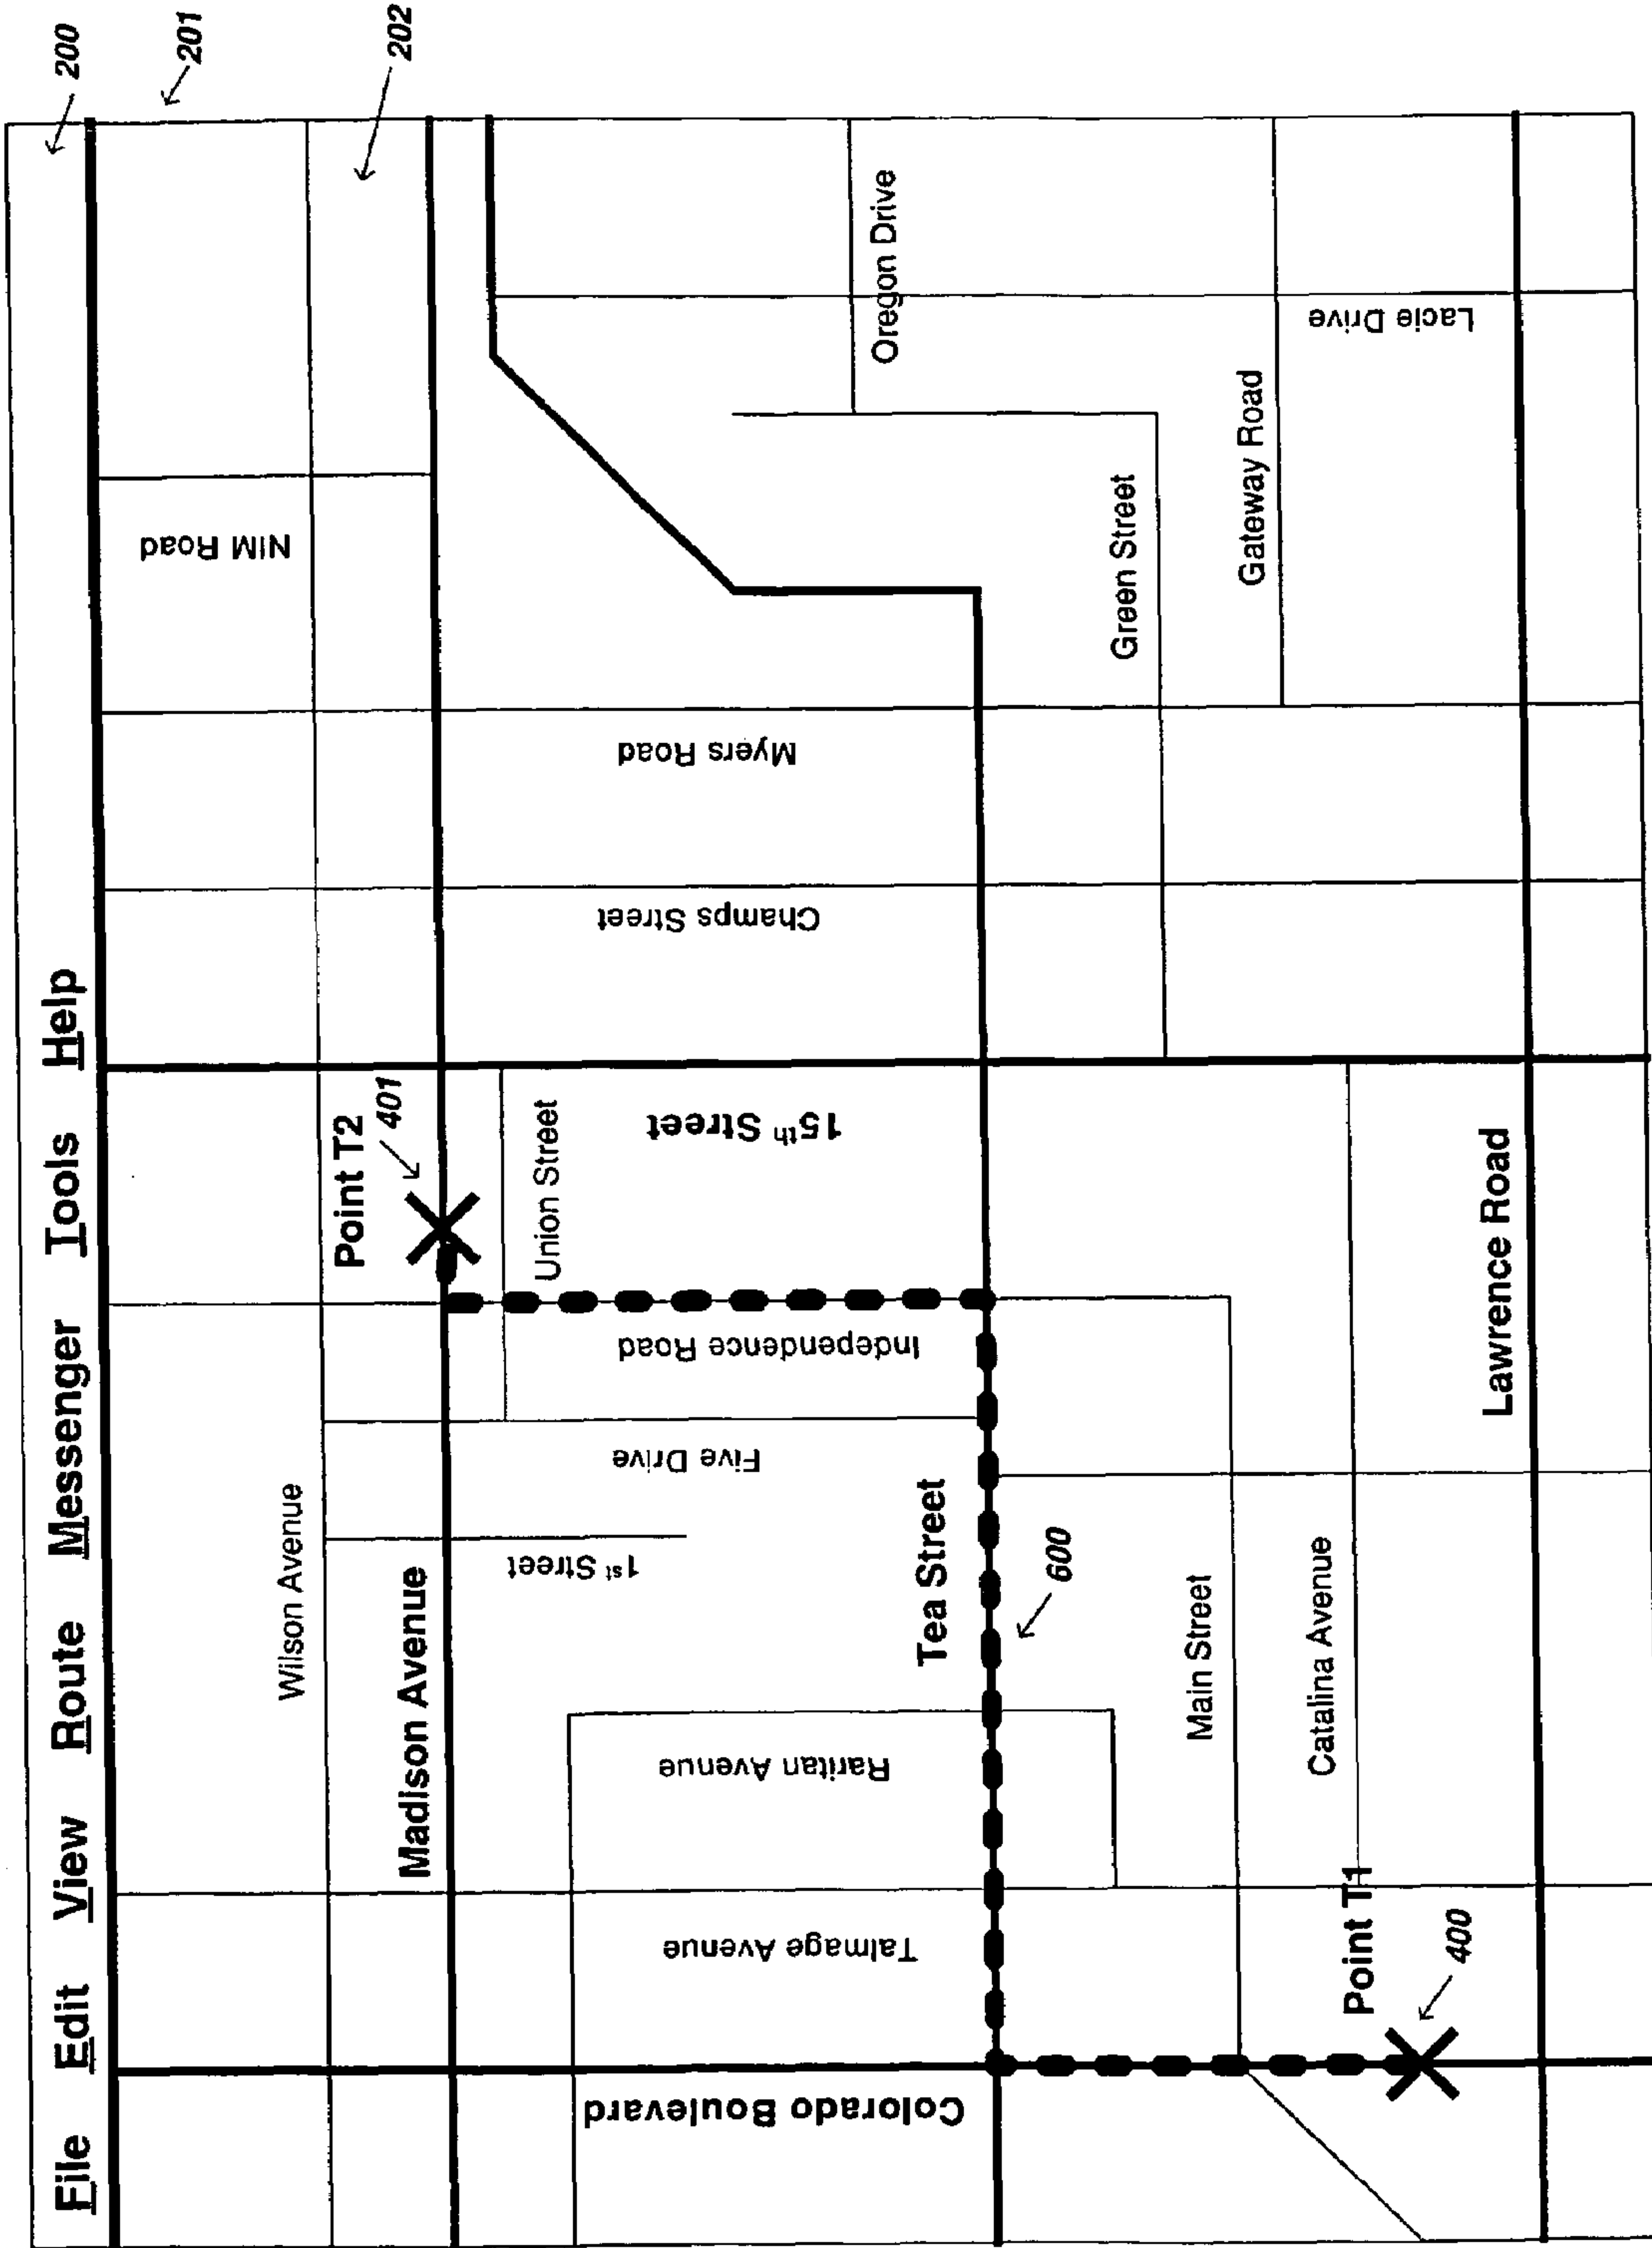 File Edit View Route Messenger Tools Help
200
201
202
NIM Road
Wilson Avenue
Point T2
401
Madison Avenue
Union Street
1st Street
Five Drive
Independence Road
15th Street
Champs Street
Myers Road
Oregon Drive
Colorado Boulevard
Talmage Avenue
Raritan Avenue
Tea Street
600
Green Street
Main Street
Gateway Road
Catalina Avenue
Lacie Drive
Point T1
400
Lawrence Road